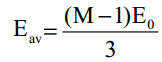 E_av = (M − 1)E_0 / 3